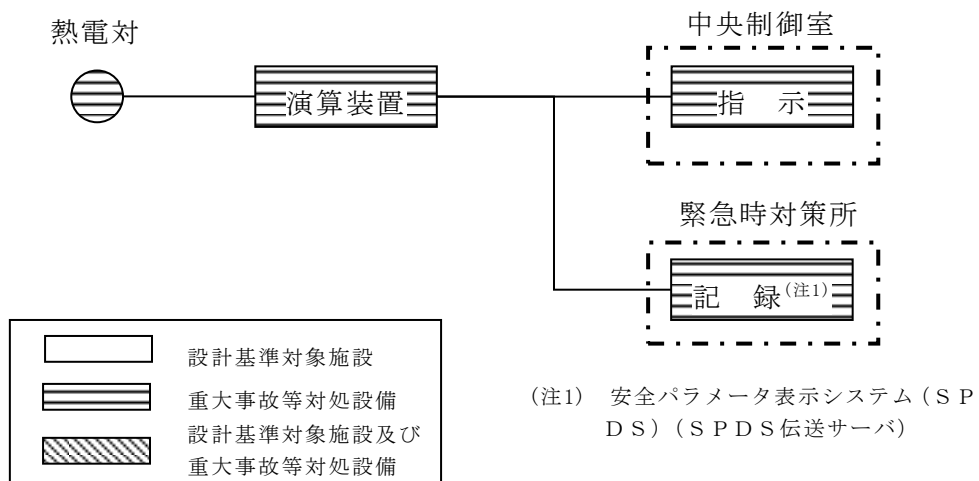 熱電対
中央制御室
演算装置
指　示
緊急時対策所
記　録(注1)
設計基準対象施設
重大事故等対処設備
設計基準対象施設及び
重大事故等対処設備
(注1)　安全パラメータ表示システム(ＳＰ
ＤＳ)(ＳＰＤＳ伝送サーバ)